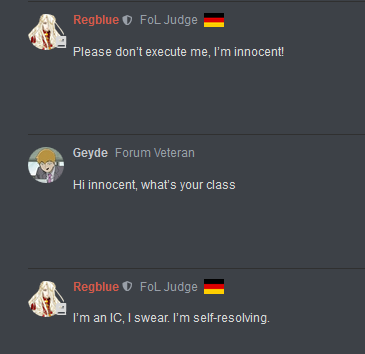 Regblue FoL Judge
Please don't execute me, I'm innocent!
Geyde Forum Veteran
Hi innocent, what's your class
Regblue FoL Judge
I'm an IC, I swear. I'm self-resolving.